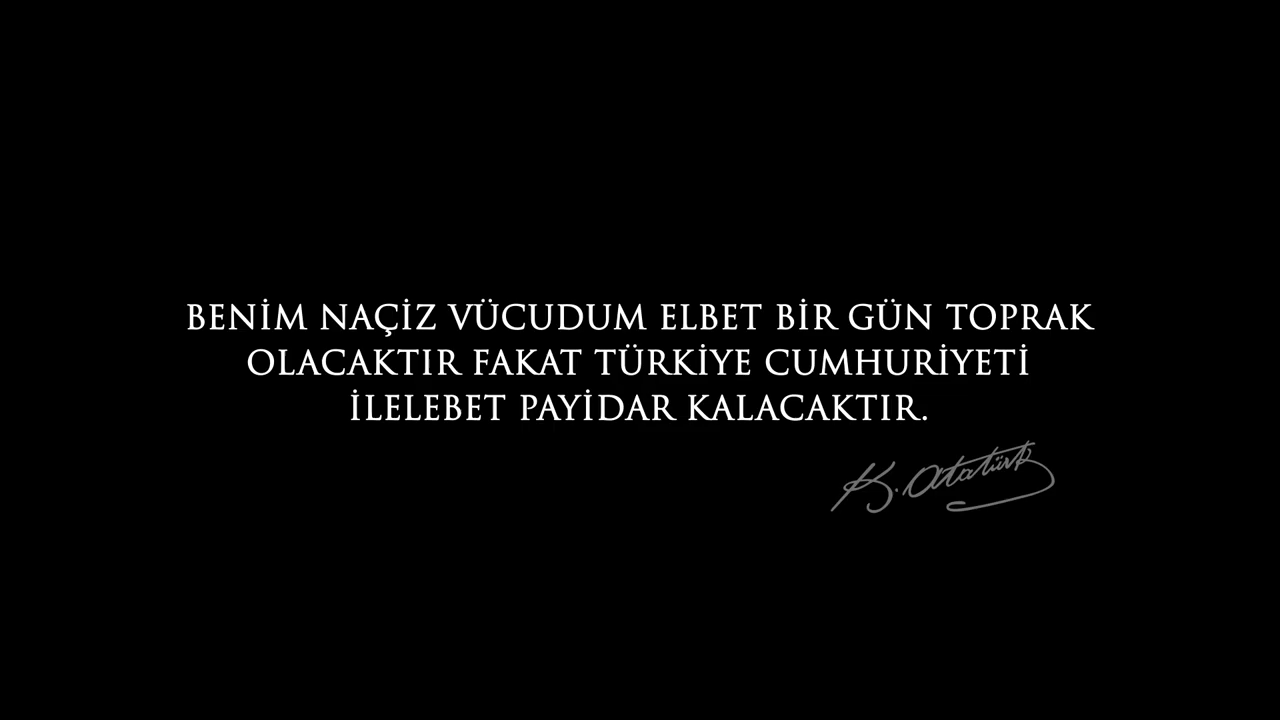 BENİM NAÇİZ VÜCUDUM ELBET BİR GÜN TOPRAK
OLACAKTIR FAKAT TÜRKİYE CUMHURİYETİ
İLELEBET PAYİDAR KALACAKTIR.
K. Atatürk